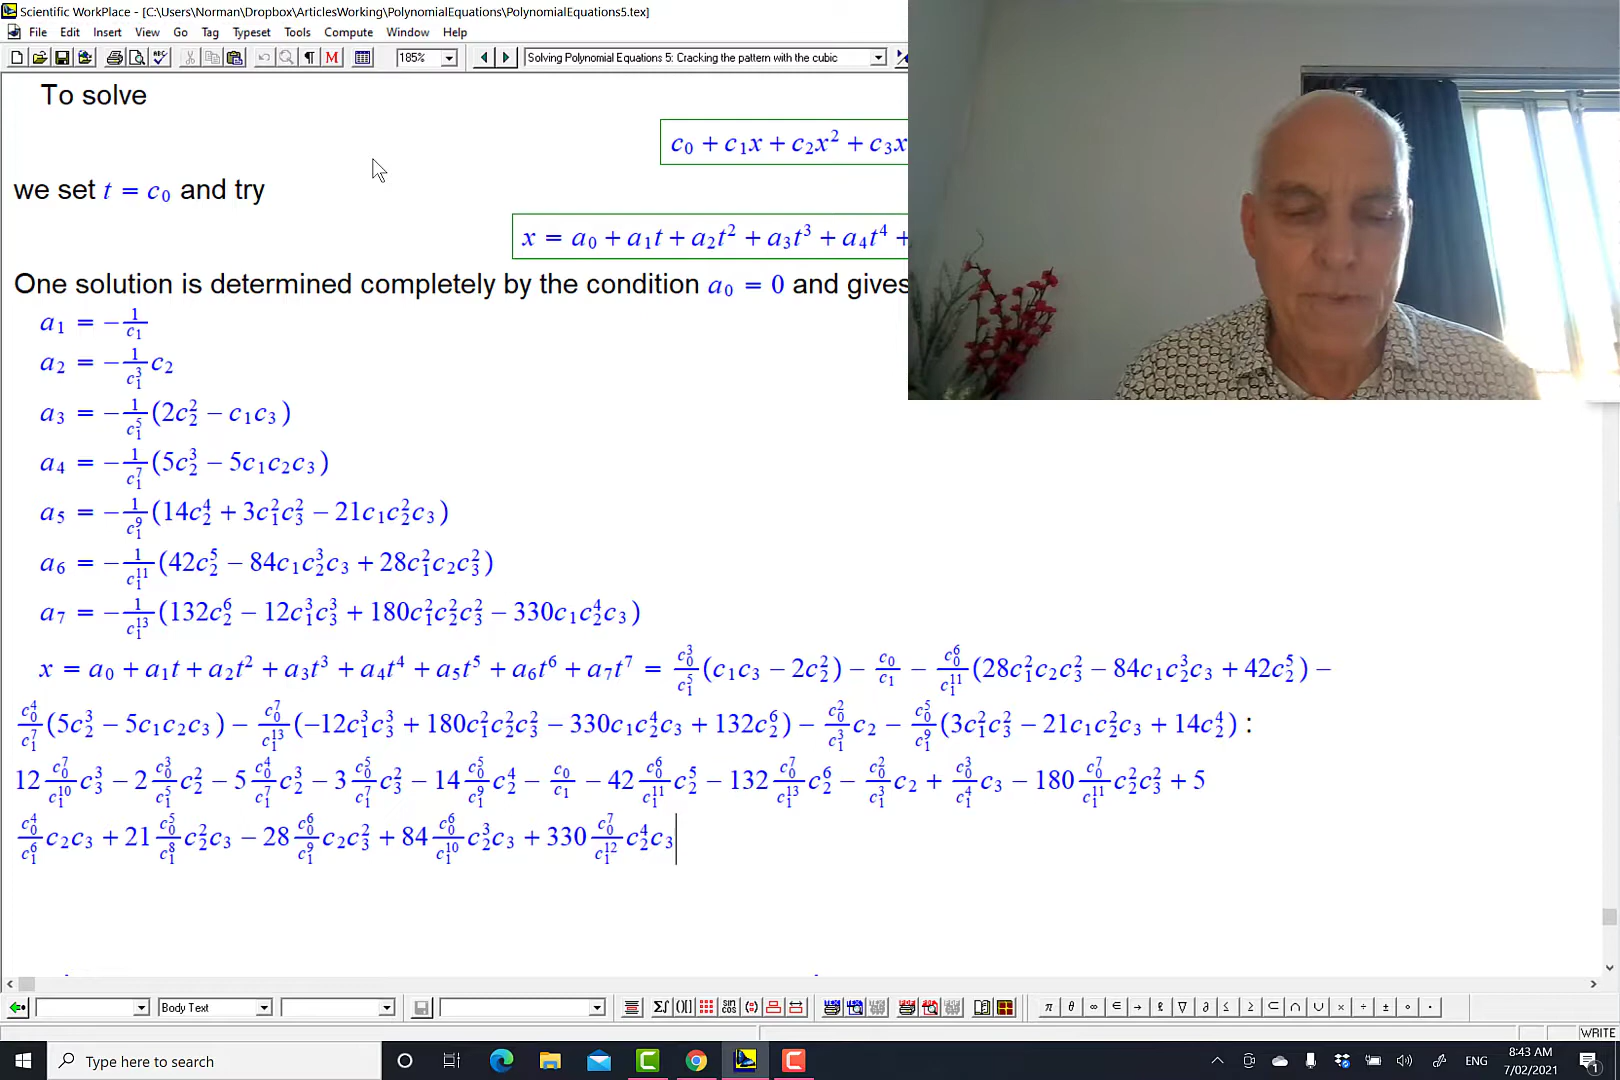 Scientific WorkPlace - [C:\Users\Norman\Dropbox\ArticlesWorking\PolynomialEquations\PolynomialEquations5.tex]
File Edit Insert View Go Tag Typeset Tools Compute Window Help
185% Solving Polynomial Equations 5: Cracking the pattern with the cubic
To solve
c₀ + c₁x + c₂x² + c₃x
we set t = c₀ and try
x = a₀ + a₁t + a₂t² + a₃t³ + a₄t⁴ +
One solution is determined completely by the condition a₀ = 0 and gives
a₁ = −1/c₁
a₂ = −1/c₁³ c₂
a₃ = −1/c₁⁵ (2c₂² − c₁c₃)
a₄ = −1/c₁⁷ (5c₂³ − 5c₁c₂c₃)
a₅ = −1/c₁⁹ (14c₂⁴ + 3c₁²c₃² − 21c₁c₂²c₃)
a₆ = −1/c₁¹¹ (42c₂⁵ − 84c₁c₂³c₃ + 28c₁²c₂c₃²)
a₇ = −1/c₁¹³ (132c₂⁶ − 12c₁³c₃³ + 180c₁²c₂²c₃² − 330c₁c₂⁴c₃)
x = a₀ + a₁t + a₂t² + a₃t³ + a₄t⁴ + a₅t⁵ + a₆t⁶ + a₇t⁷ = c₀³/c₁⁵ (c₁c₃ − 2c₂²) − c₀/c₁ − c₀⁶/c₁¹¹ (28c₁²c₂c₃² − 84c₁c₂³c₃ + 42c₂⁵) −
c₀⁴/c₁⁷ (5c₂³ − 5c₁c₂c₃) − c₀⁷/c₁¹³ (−12c₁³c₃³ + 180c₁²c₂²c₃² − 330c₁c₂⁴c₃ + 132c₂⁶) − c₀²/c₁³ c₂ − c₀⁵/c₁⁹ (3c₁²c₃² − 21c₁c₂²c₃ + 14c₂⁴) :
12 c₀⁷/c₁¹⁰ c₃³ − 2 c₀³/c₁⁵ c₂² − 5 c₀⁴/c₁⁷ c₂³ − 3 c₀⁵/c₁⁷ c₃² − 14 c₀⁵/c₁⁹ c₂⁴ − c₀/c₁ − 42 c₀⁶/c₁¹¹ c₂⁵ − 132 c₀⁷/c₁¹³ c₂⁶ − c₀²/c₁³ c₂ + c₀³/c₁⁴ c₃ − 180 c₀⁷/c₁¹¹ c₂²c₃² + 5
c₀⁴/c₁⁶ c₂c₃ + 21 c₀⁵/c₁⁸ c₂²c₃ − 28 c₀⁶/c₁⁹ c₂c₃² + 84 c₀⁶/c₁¹⁰ c₂³c₃ + 330 c₀⁷/c₁¹² c₂⁴c₃
Body Text
WRITE
Type here to search
ENG
8:43 AM
7/02/2021